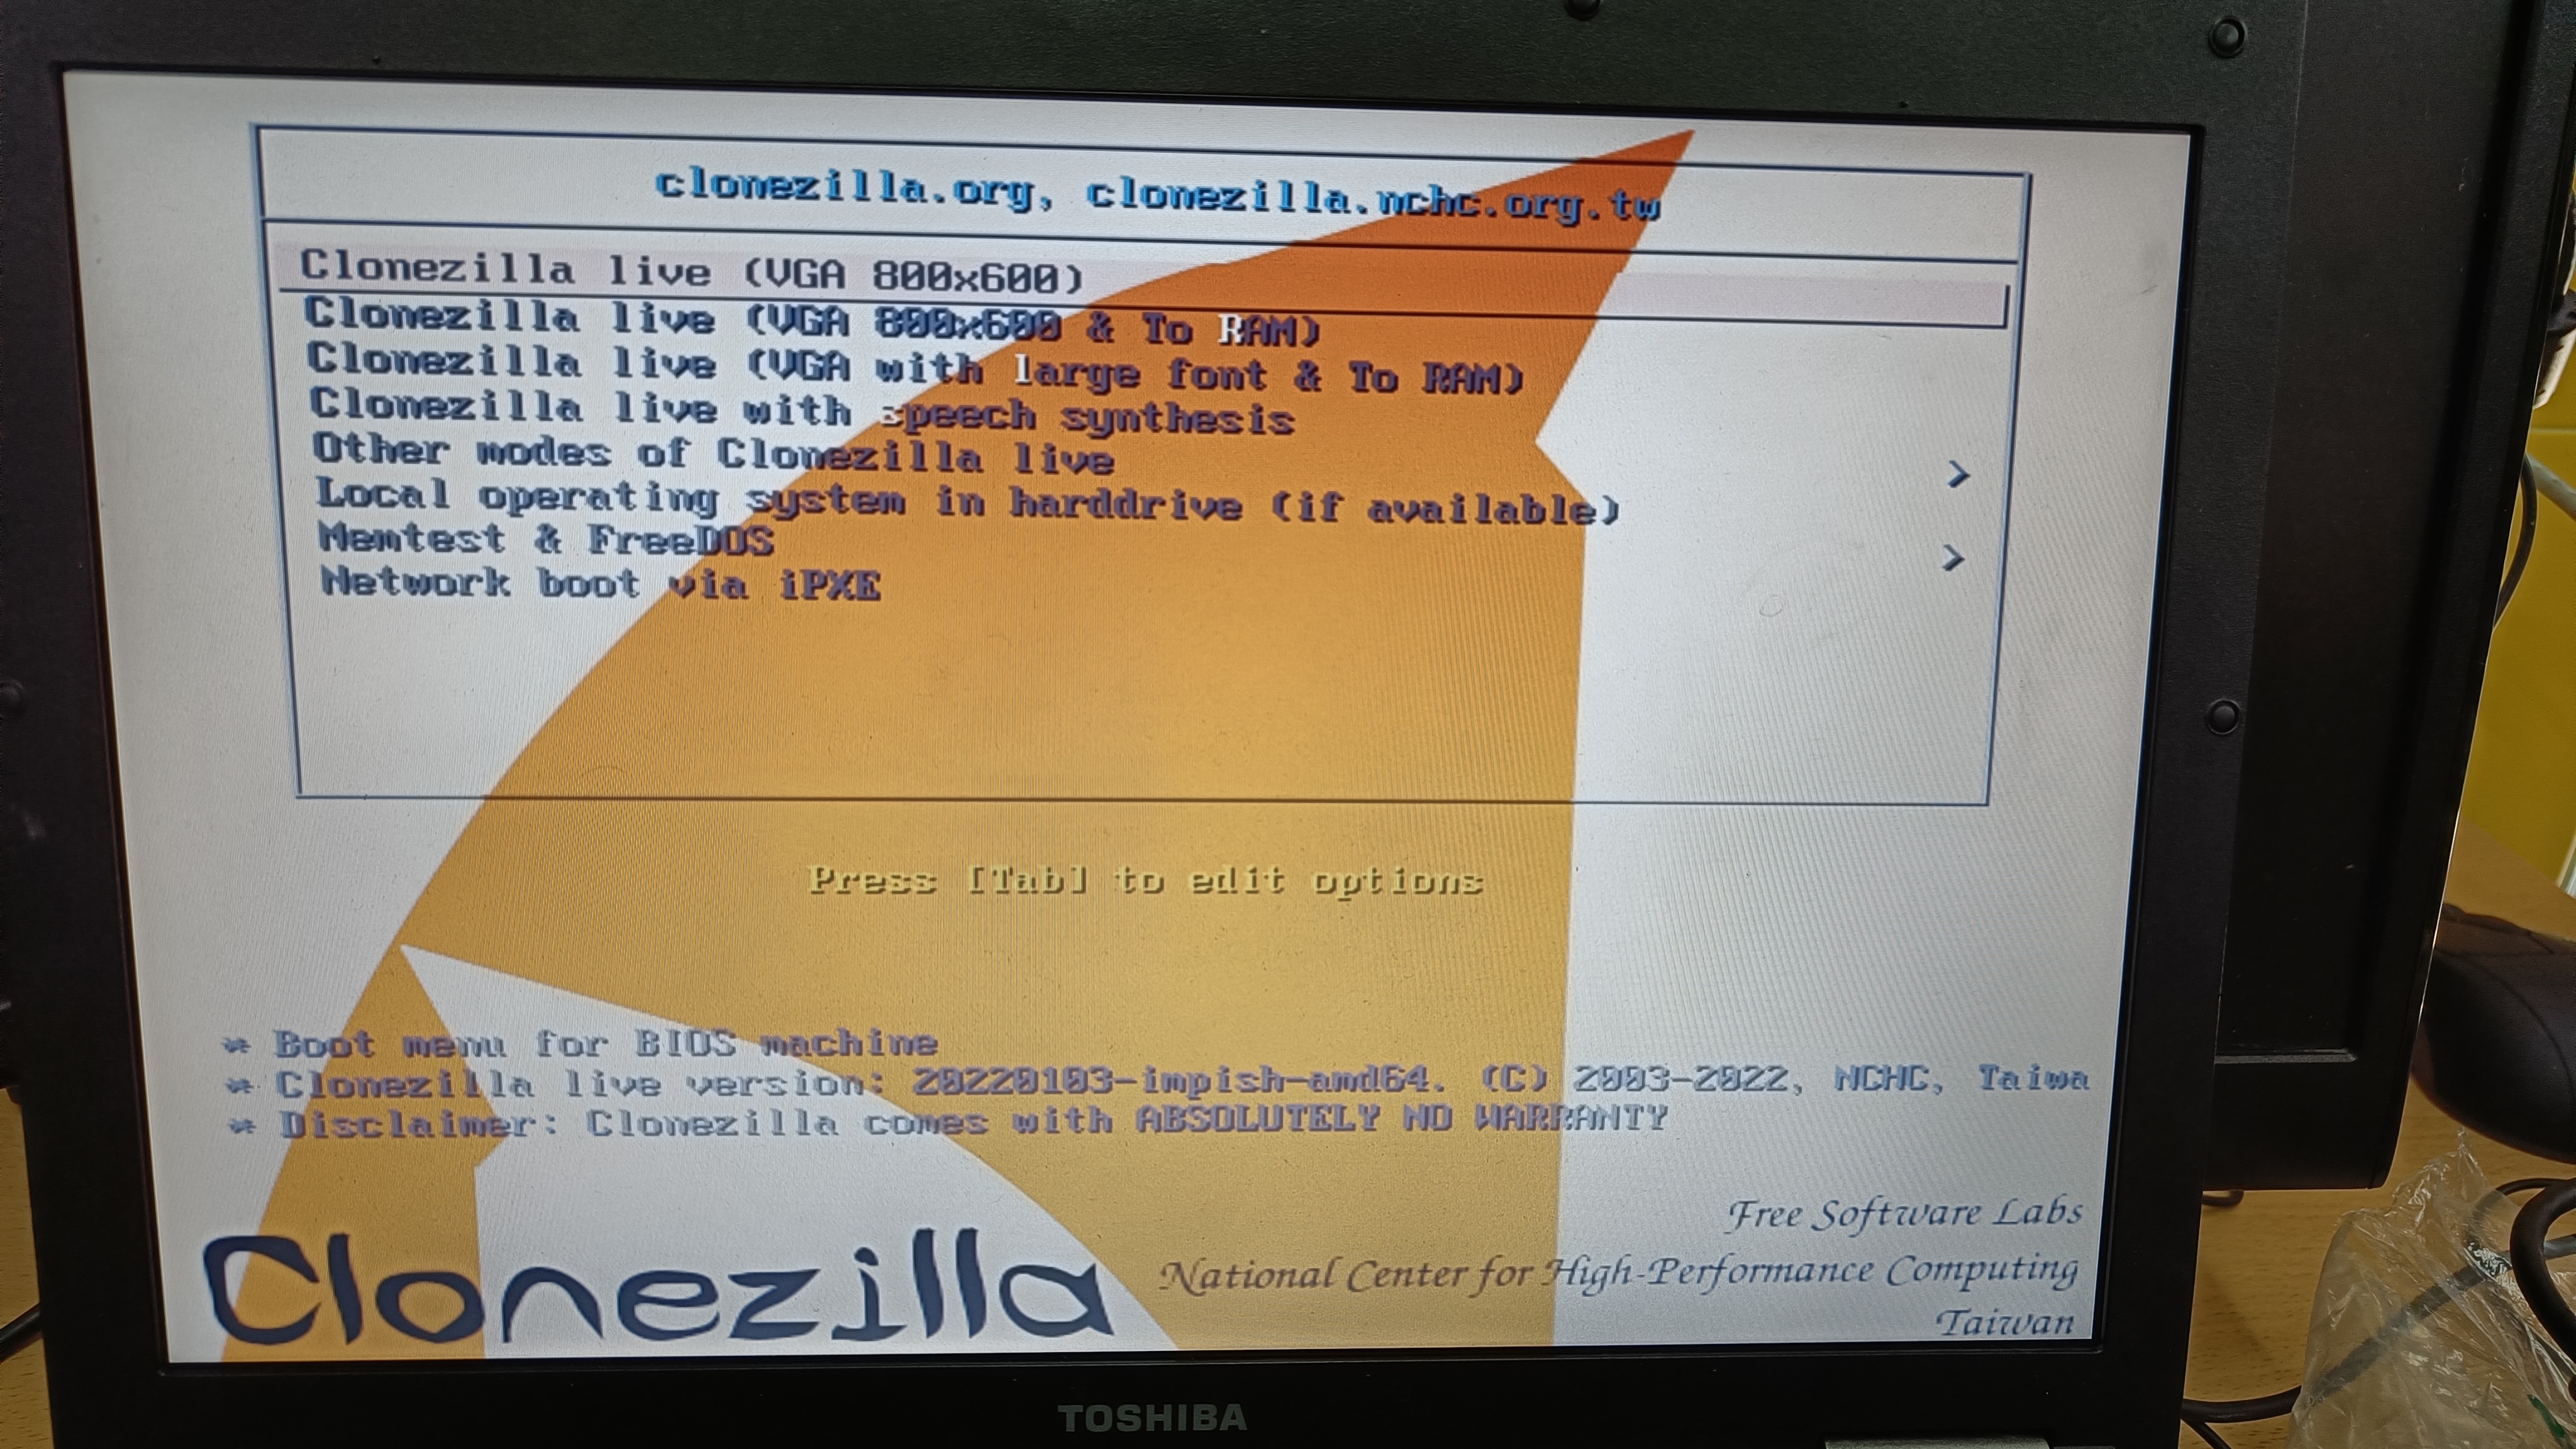 clonezilla.org, clonezilla.nchc.org.tw
Clonezilla live (VGA 800x600)
Clonezilla live (VGA 800x600 & To RAM)
Clonezilla live (VGA with large font & To RAM)
Clonezilla live with speech synthesis
Other modes of Clonezilla live >
Local operating system in harddrive (if available)
Memtest & FreeDOS >
Network boot via iPXE
Press [Tab] to edit options
* Boot menu for BIOS machine
* Clonezilla live version: 20220103-impish-amd64. (C) 2003-2022, NCHC, Taiwa
* Disclaimer: Clonezilla comes with ABSOLUTELY NO WARRANTY
Free Software Labs
Clonezilla National Center for High-Performance Computing
Taiwan
TOSHIBA